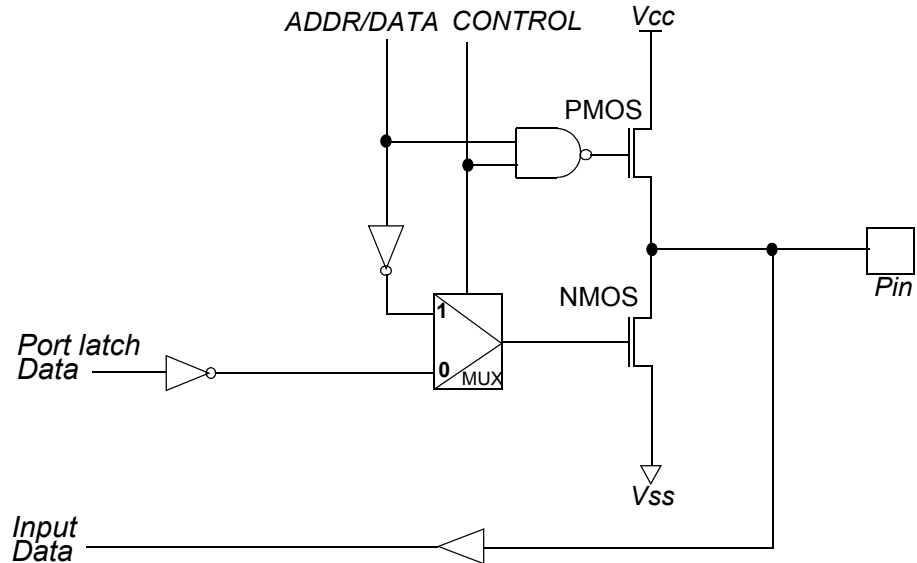 ADDR/DATA CONTROL
Vcc
PMOS
NMOS
Pin
1
Port latch
Data
0
MUX
Vss
Input
Data